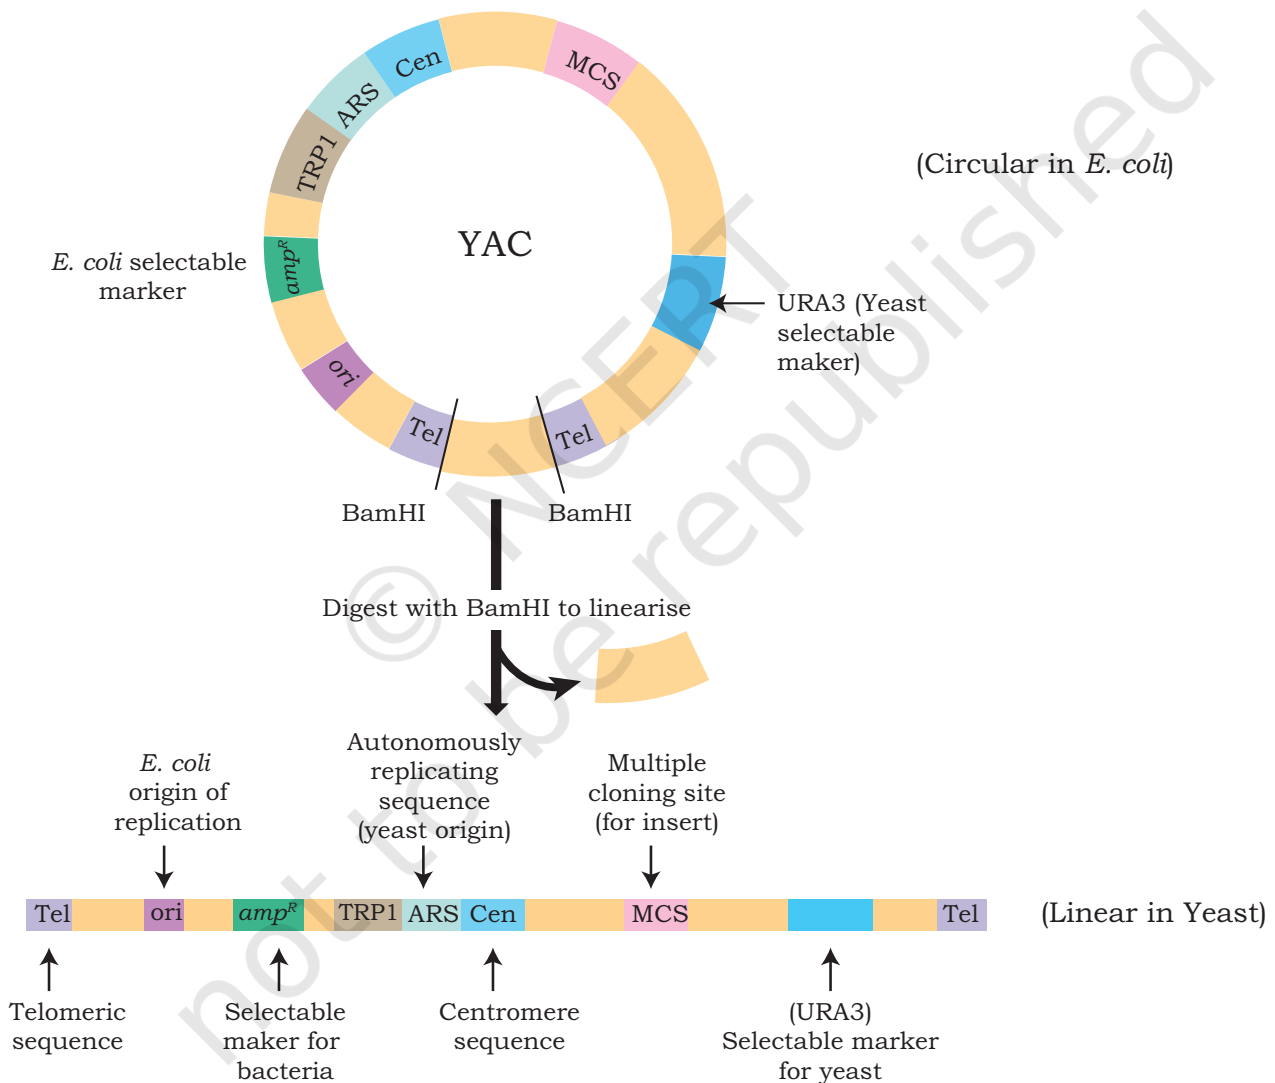 Cen
MCS
ARS
TRP1
(Circular in E. coli)
YAC
E. coli selectable
marker
amp^R
URA3 (Yeast
selectable
maker)
ori
Tel
Tel
BamHI
BamHI
Digest with BamHI to linearise
E. coli
origin of
replication
Autonomously
replicating
sequence
(yeast origin)
Multiple
cloning site
(for insert)
Tel
ori
amp^R
TRP1
ARS
Cen
MCS
Tel
(Linear in Yeast)
Telomeric
sequence
Selectable
maker for
bacteria
Centromere
sequence
(URA3)
Selectable marker
for yeast
© NCERT
not to be republished